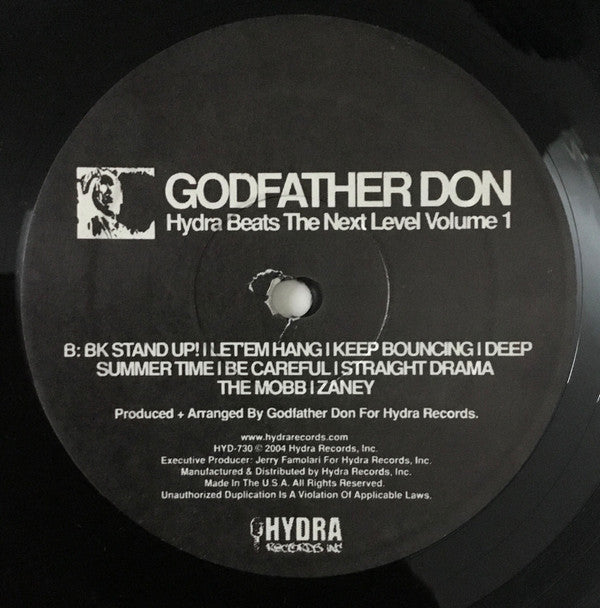 GODFATHER DON
Hydra Beats The Next Level Volume 1
B: BK STAND UP! | LET'EM HANG | KEEP BOUNCING | DEEP
SUMMER TIME | BE CAREFUL | STRAIGHT DRAMA
THE MOBB | ZANEY
Produced + Arranged By Godfather Don For Hydra Records.
www.hydrarecords.com
HYD-730 © 2004 Hydra Records, Inc.
Executive Producer: Jerry Famolari For Hydra Records, Inc.
Manufactured & Distributed by Hydra Records, Inc.
Made In The U.S.A. All Rights Reserved.
Unauthorized Duplication Is A Violation Of Applicable Laws.
HYDRA
RECORDS INC